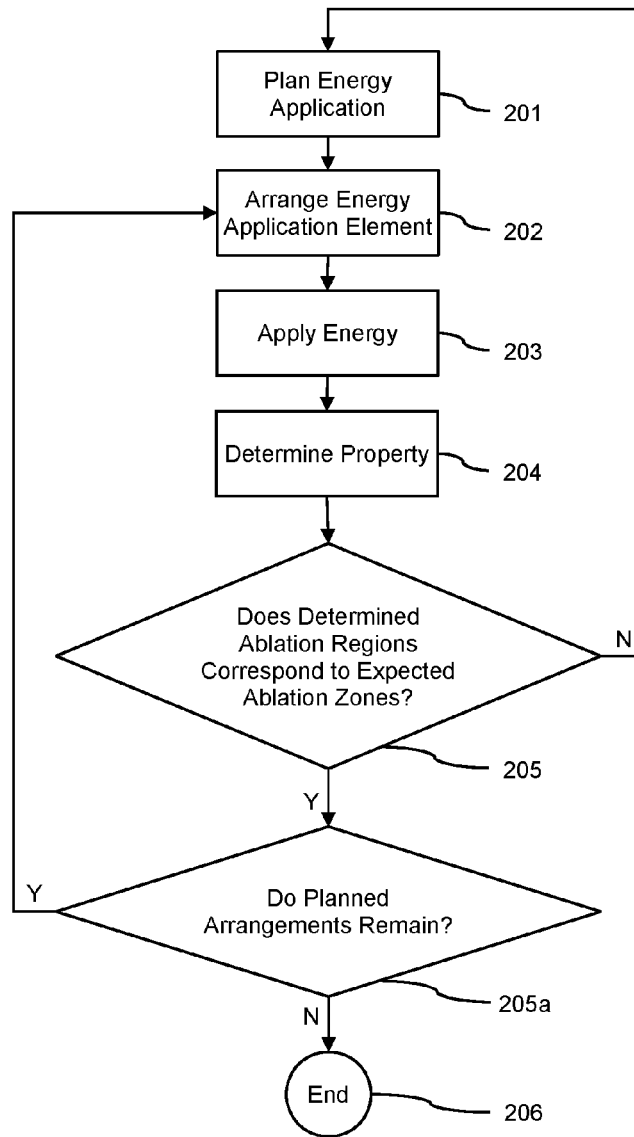 Plan Energy
Application
201
Arrange Energy
Application Element
202
Apply Energy
203
Determine Property
204
Does Determined
Ablation Regions
Correspond to Expected
Ablation Zones?
N
205
Y
Y
Do Planned
Arrangements Remain?
205a
N
End
206